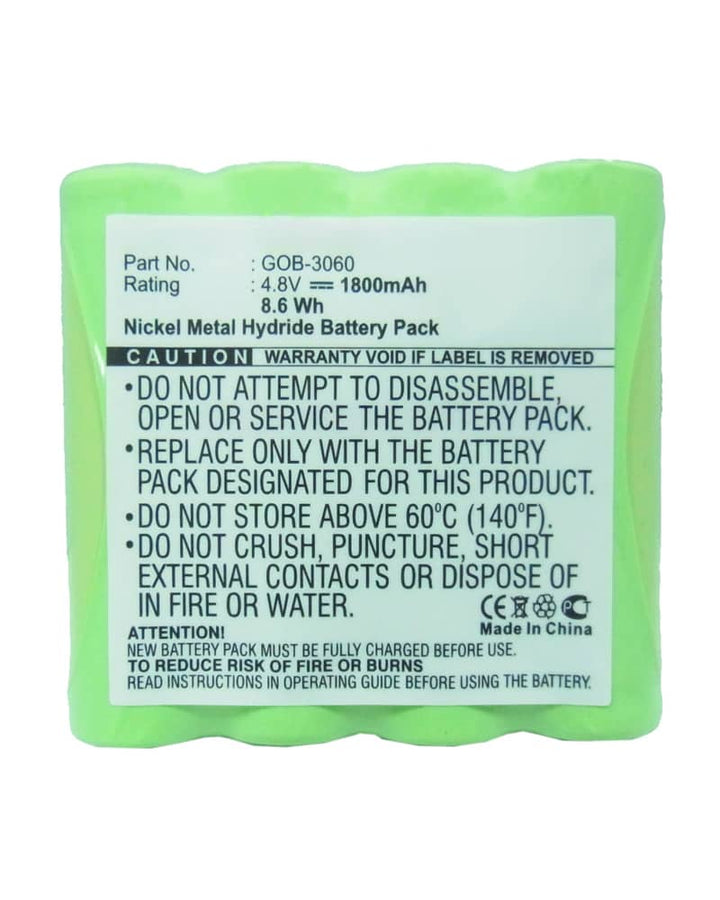 Part No. : GOB-3060
Rating : 4.8V 1800mAh
8.6 Wh
Nickel Metal Hydride Battery Pack
CAUTION WARRANTY VOID IF LABEL IS REMOVED
•DO NOT ATTEMPT TO DISASSEMBLE,
OPEN OR SERVICE THE BATTERY PACK.
•REPLACE ONLY WITH THE BATTERY
PACK DESIGNATED FOR THIS PRODUCT.
•DO NOT STORE ABOVE 60ºC (140ºF).
•DO NOT CRUSH, PUNCTURE, SHORT
EXTERNAL CONTACTS OR DISPOSE OF
IN FIRE OR WATER.
CE PCT
Made In China
ATTENTION!
NEW BATTERY PACK MUST BE FULLY CHARGED BEFORE USE.
TO REDUCE RISK OF FIRE OR BURNS
READ INSTRUCTIONS IN OPERATING GUIDE BEFORE USING THE BATTERY.